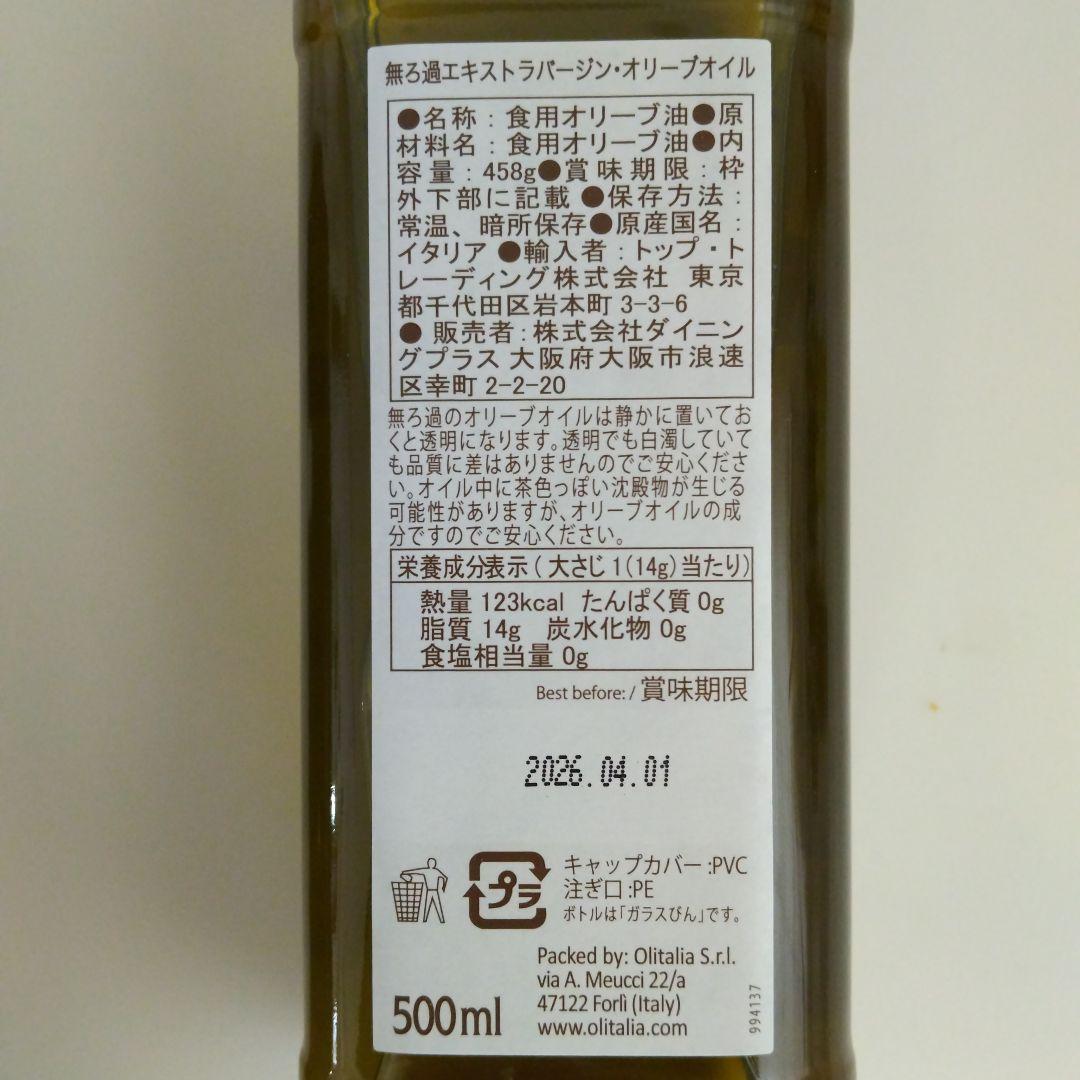 無ろ過エキストラバージン・オリーブオイル
●名称：食用オリーブ油●原
材料名：食用オリーブ油●内
容量：458g●賞味期限：枠
外下部に記載 ●保存方法：
常温、暗所保存●原産国名：
イタリア ●輸入者：トップ・ト
レーディング株式会社 東京
都千代田区岩本町 3-3-6
● 販売者：株式会社ダイニン
グプラス 大阪府大阪市浪速
区幸町 2-2-20
無ろ過のオリーブオイルは静かに置いてお
くと透明になります。透明でも白濁していて
も品質に差はありませんのでご安心くださ
い。オイル中に茶色っぽい沈殿物が生じる
可能性がありますが、オリーブオイルの成
分ですのでご安心ください。
栄養成分表示 ( 大さじ 1(14g) 当たり)
熱量 123kcal たんぱく質 0g
脂質 14g 炭水化物 0g
食塩相当量 0g
Best before: / 賞味期限
2026.04.01
プラ
キャップカバー :PVC
注ぎ口 :PE
ボトルは「ガラスびん」です。
Packed by: Olitalia S.r.l.
via A. Meucci 22/a
47122 Forlì (Italy)
www.olitalia.com
500ml
994137